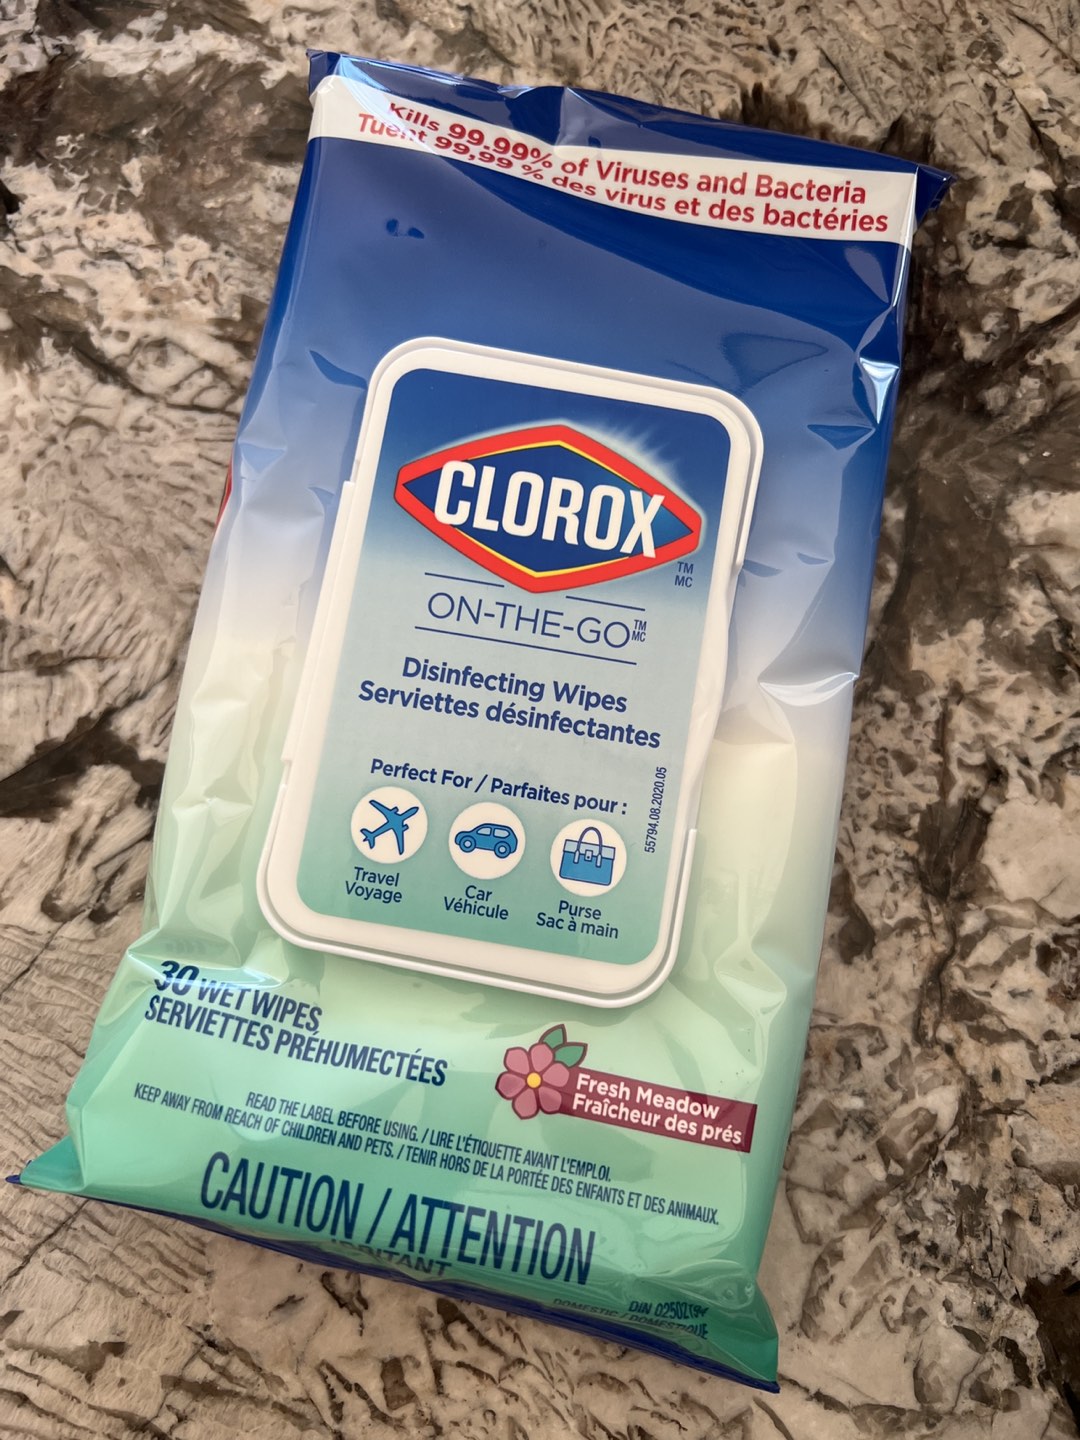 Kills 99.99% of Viruses and Bacteria
Tuent 99,99 % des virus et des bactéries
CLOROX
TM
MC
ON-THE-GO TM
MC
Disinfecting Wipes
Serviettes désinfectantes
Perfect For / Parfaites pour :
Travel
Voyage
Car
Véhicule
Purse
Sac à main
55794.08.2020.05
30 WET WIPES
SERVIETTES PRÉHUMECTÉES
Fresh Meadow
Fraîcheur des prés
READ THE LABEL BEFORE USING. / LIRE L'ÉTIQUETTE AVANT L'EMPLOI.
KEEP AWAY FROM REACH OF CHILDREN AND PETS. / TENIR HORS DE LA PORTÉE DES ENFANTS ET DES ANIMAUX.
CAUTION / ATTENTION
IRRITANT
DIN
DOMESTIC / DOMESTIQUE